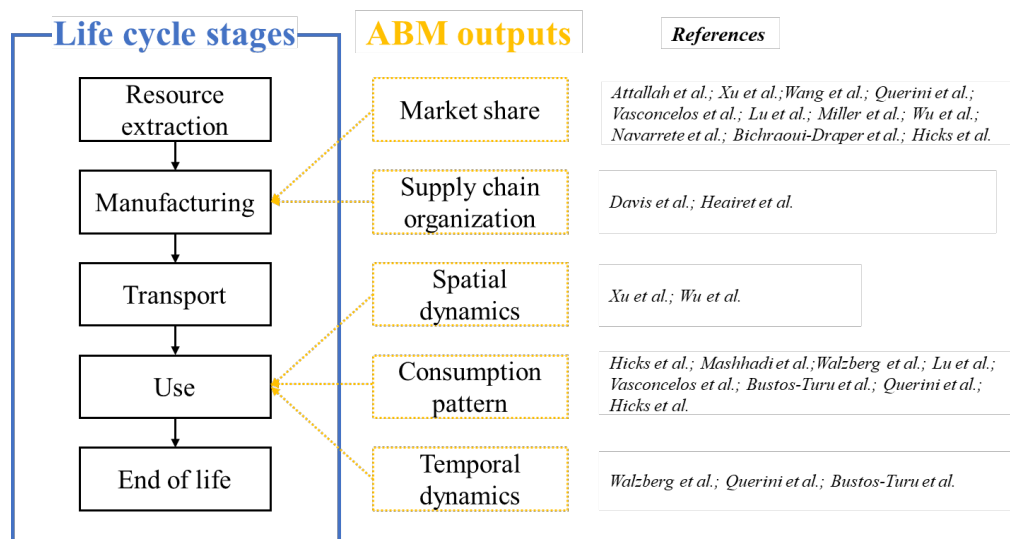 Life cycle stages
ABM outputs
References
Resource
extraction
Market share
Attallah et al.; Xu et al.;Wang et al.; Querini et al.;
Vasconcelos et al.; Lu et al.; Miller et al.; Wu et al.;
Navarrete et al.; Bichraoui-Draper et al.; Hicks et al.
Manufacturing
Supply chain
organization
Davis et al.; Heairet et al.
Transport
Spatial
dynamics
Xu et al.; Wu et al.
Use
Consumption
pattern
Hicks et al.; Mashhadi et al.;Walzberg et al.; Lu et al.;
Vasconcelos et al.; Bustos-Turu et al.; Querini et al.;
Hicks et al.
End of life
Temporal
dynamics
Walzberg et al.; Querini et al.; Bustos-Turu et al.